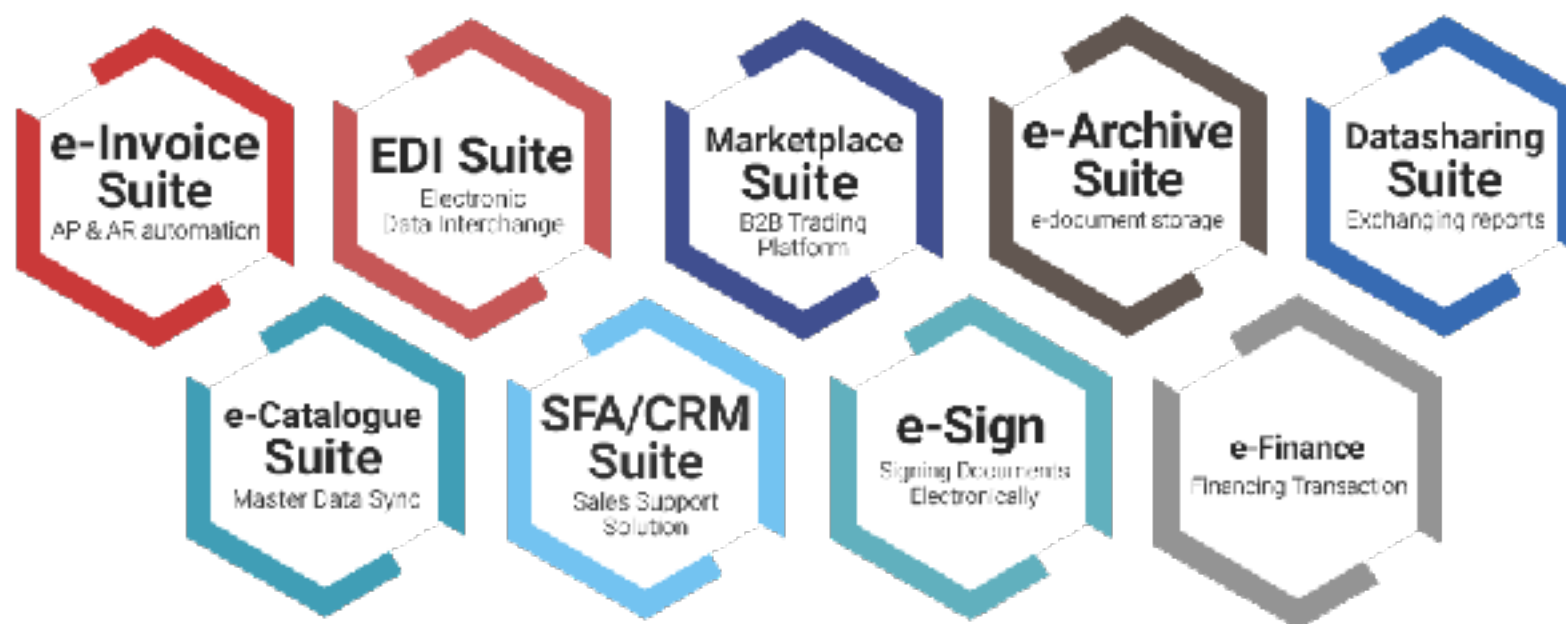 e-Invoice
Suite
AP & AR automation
EDI Suite
Electronic
Data Interchange
Marketplace
Suite
B2B Trading
Platform
e-Archive
Suite
e-document storage
Datasharing
Suite
Exchanging reports
e-Catalogue
Suite
Master Data Sync
SFA/CRM
Suite
Sales Support
Solution
e-Sign
Signing Documents
Electronically
e-Finance
Financing Transaction